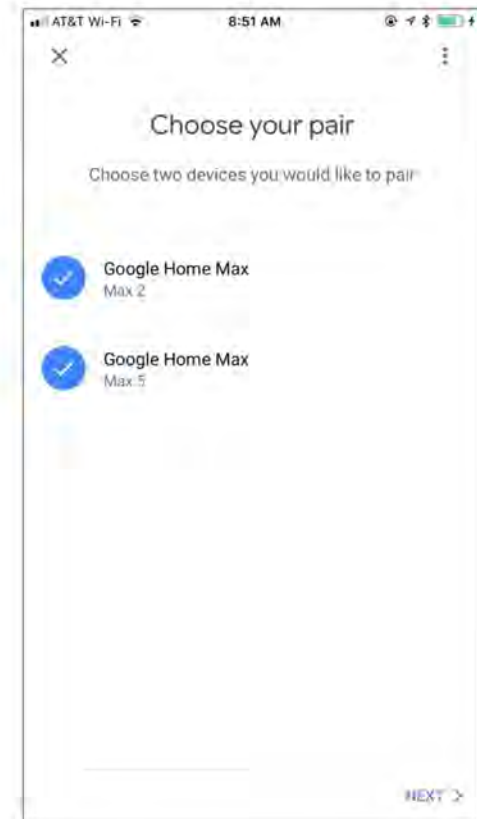 AT&T Wi-Fi 8:51 AM
Choose your pair
Choose two devices you would like to pair
Google Home Max
Max 2
Google Home Max
Max 5
NEXT